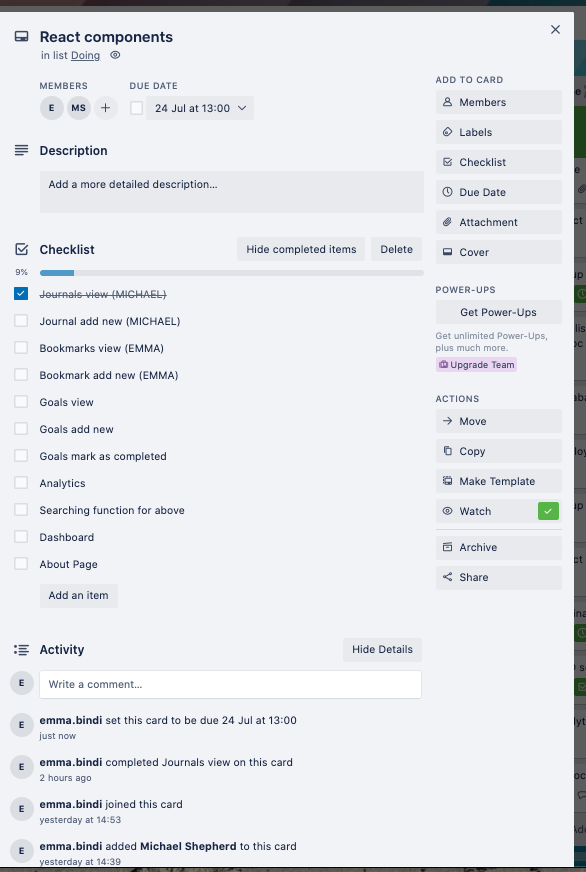 React components
in list Doing
MEMBERS
DUE DATE
E
MS
24 Jul at 13:00
Description
Add a more detailed description...
Checklist
Hide completed items
Delete
9%
Journals view (MICHAEL)
Journal add new (MICHAEL)
Bookmarks view (EMMA)
Bookmark add new (EMMA)
Goals view
Goals add new
Goals mark as completed
Analytics
Searching function for above
Dashboard
About Page
Add an item
Activity
Hide Details
E
Write a comment...
E
emma.bindi set this card to be due 24 Jul at 13:00
just now
E
emma.bindi completed Journals view on this card
2 hours ago
E
emma.bindi joined this card
yesterday at 14:53
E
emma.bindi added Michael Shepherd to this card
yesterday at 14:39
ADD TO CARD
Members
Labels
Checklist
Due Date
Attachment
Cover
POWER-UPS
Get Power-Ups
Get unlimited Power-Ups,
plus much more.
Upgrade Team
ACTIONS
Move
Copy
Make Template
Watch
Archive
Share